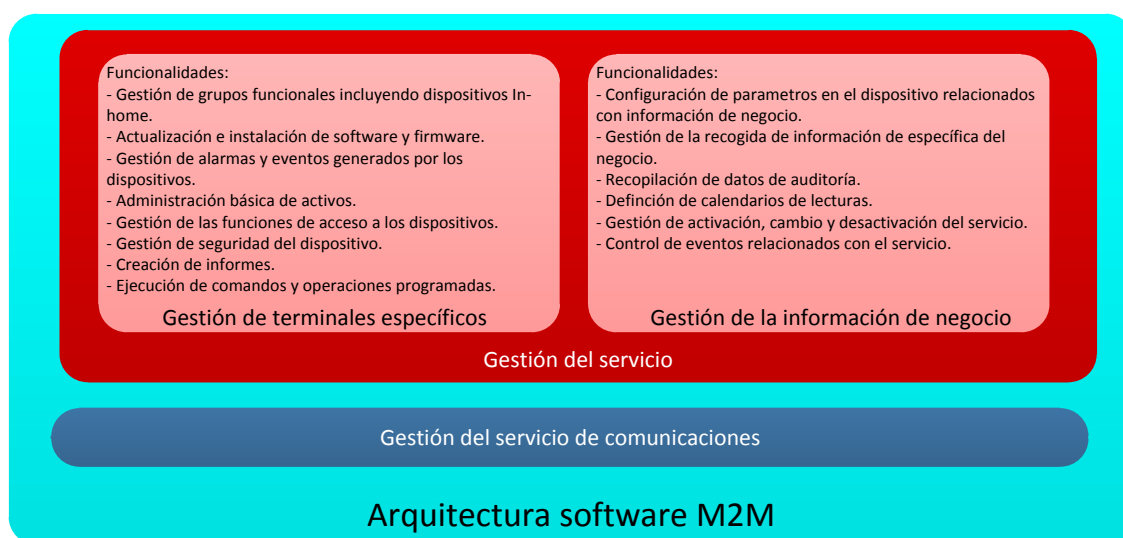 Funcionalidades:
- Gestión de grupos funcionales incluyendo dispositivos In-
home.
- Actualización e instalación de software y firmware.
- Gestión de alarmas y eventos generados por los
dispositivos.
- Administración básica de activos.
- Gestión de las funciones de acceso a los dispositivos.
- Gestión de seguridad del dispositivo.
- Creación de informes.
- Ejecución de comandos y operaciones programadas.
Gestión de terminales específicos
Funcionalidades:
- Configuración de parametros en el dispositivo relacionados
con información de negocio.
- Gestión de la recogida de información de específica del
negocio.
- Recopilación de datos de auditoría.
- Definción de calendarios de lecturas.
- Gestión de activación, cambio y desactivación del servicio.
- Control de eventos relacionados con el servicio.
Gestión de la información de negocio
Gestión del servicio
Gestión del servicio de comunicaciones
Arquitectura software M2M